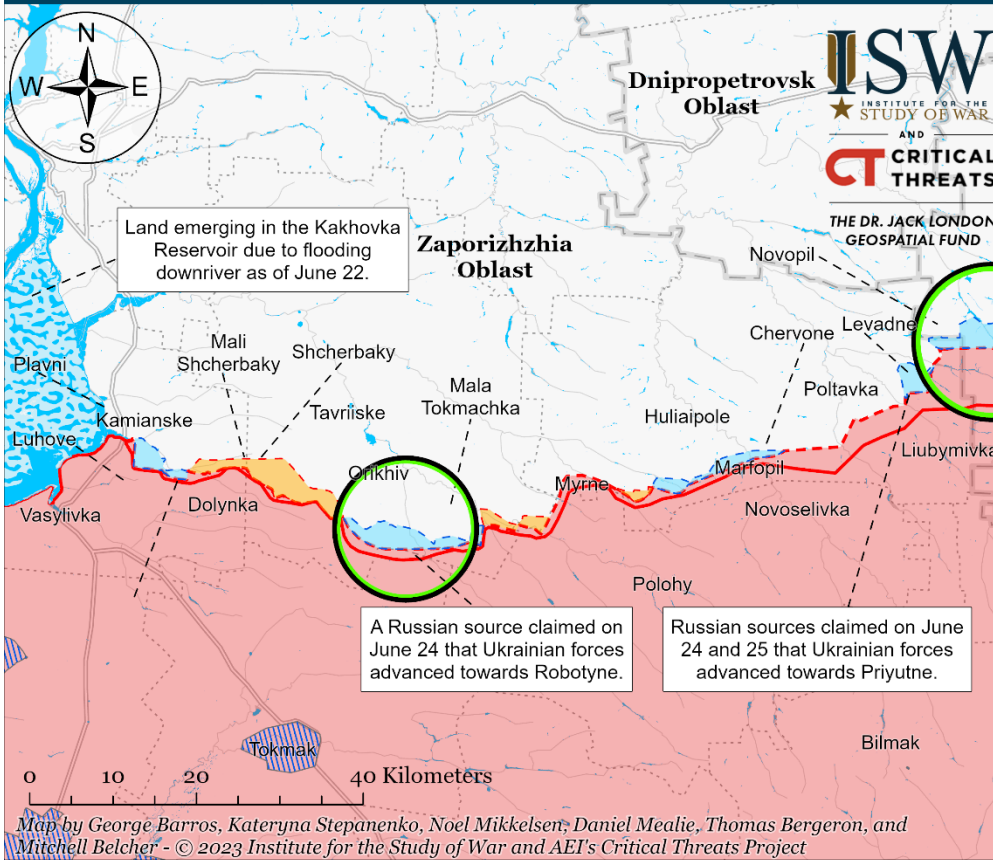 N
W
E
S
Dnipropetrovsk
Oblast
ISW
INSTITUTE FOR THE
STUDY OF WAR
AND
CT CRITICAL
THREATS
THE DR. JACK LONDON
GEOSPATIAL FUND
Land emerging in the Kakhovka
Reservoir due to flooding
downriver as of June 22.
Zaporizhzhia
Oblast
Novopil
Mali
Shcherbaky
Shcherbaky
Chervone
Levadne
Plavni
Tavriiske
Mala
Tokmachka
Poltavka
Kamianske
Huliaipole
Luhove
Orikhiv
Marfopil
Liubymivka
Vasylivka
Dolynka
Myrne
Novoselivka
Polohy
A Russian source claimed on
June 24 that Ukrainian forces
advanced towards Robotyne.
Russian sources claimed on June
24 and 25 that Ukrainian forces
advanced towards Priyutne.
Tokmak
Bilmak
0 10 20 40 Kilometers
Map by George Barros, Kateryna Stepanenko, Noel Mikkelsen, Daniel Mealie, Thomas Bergeron, and
Mitchell Belcher - © 2023 Institute for the Study of War and AEI's Critical Threats Project